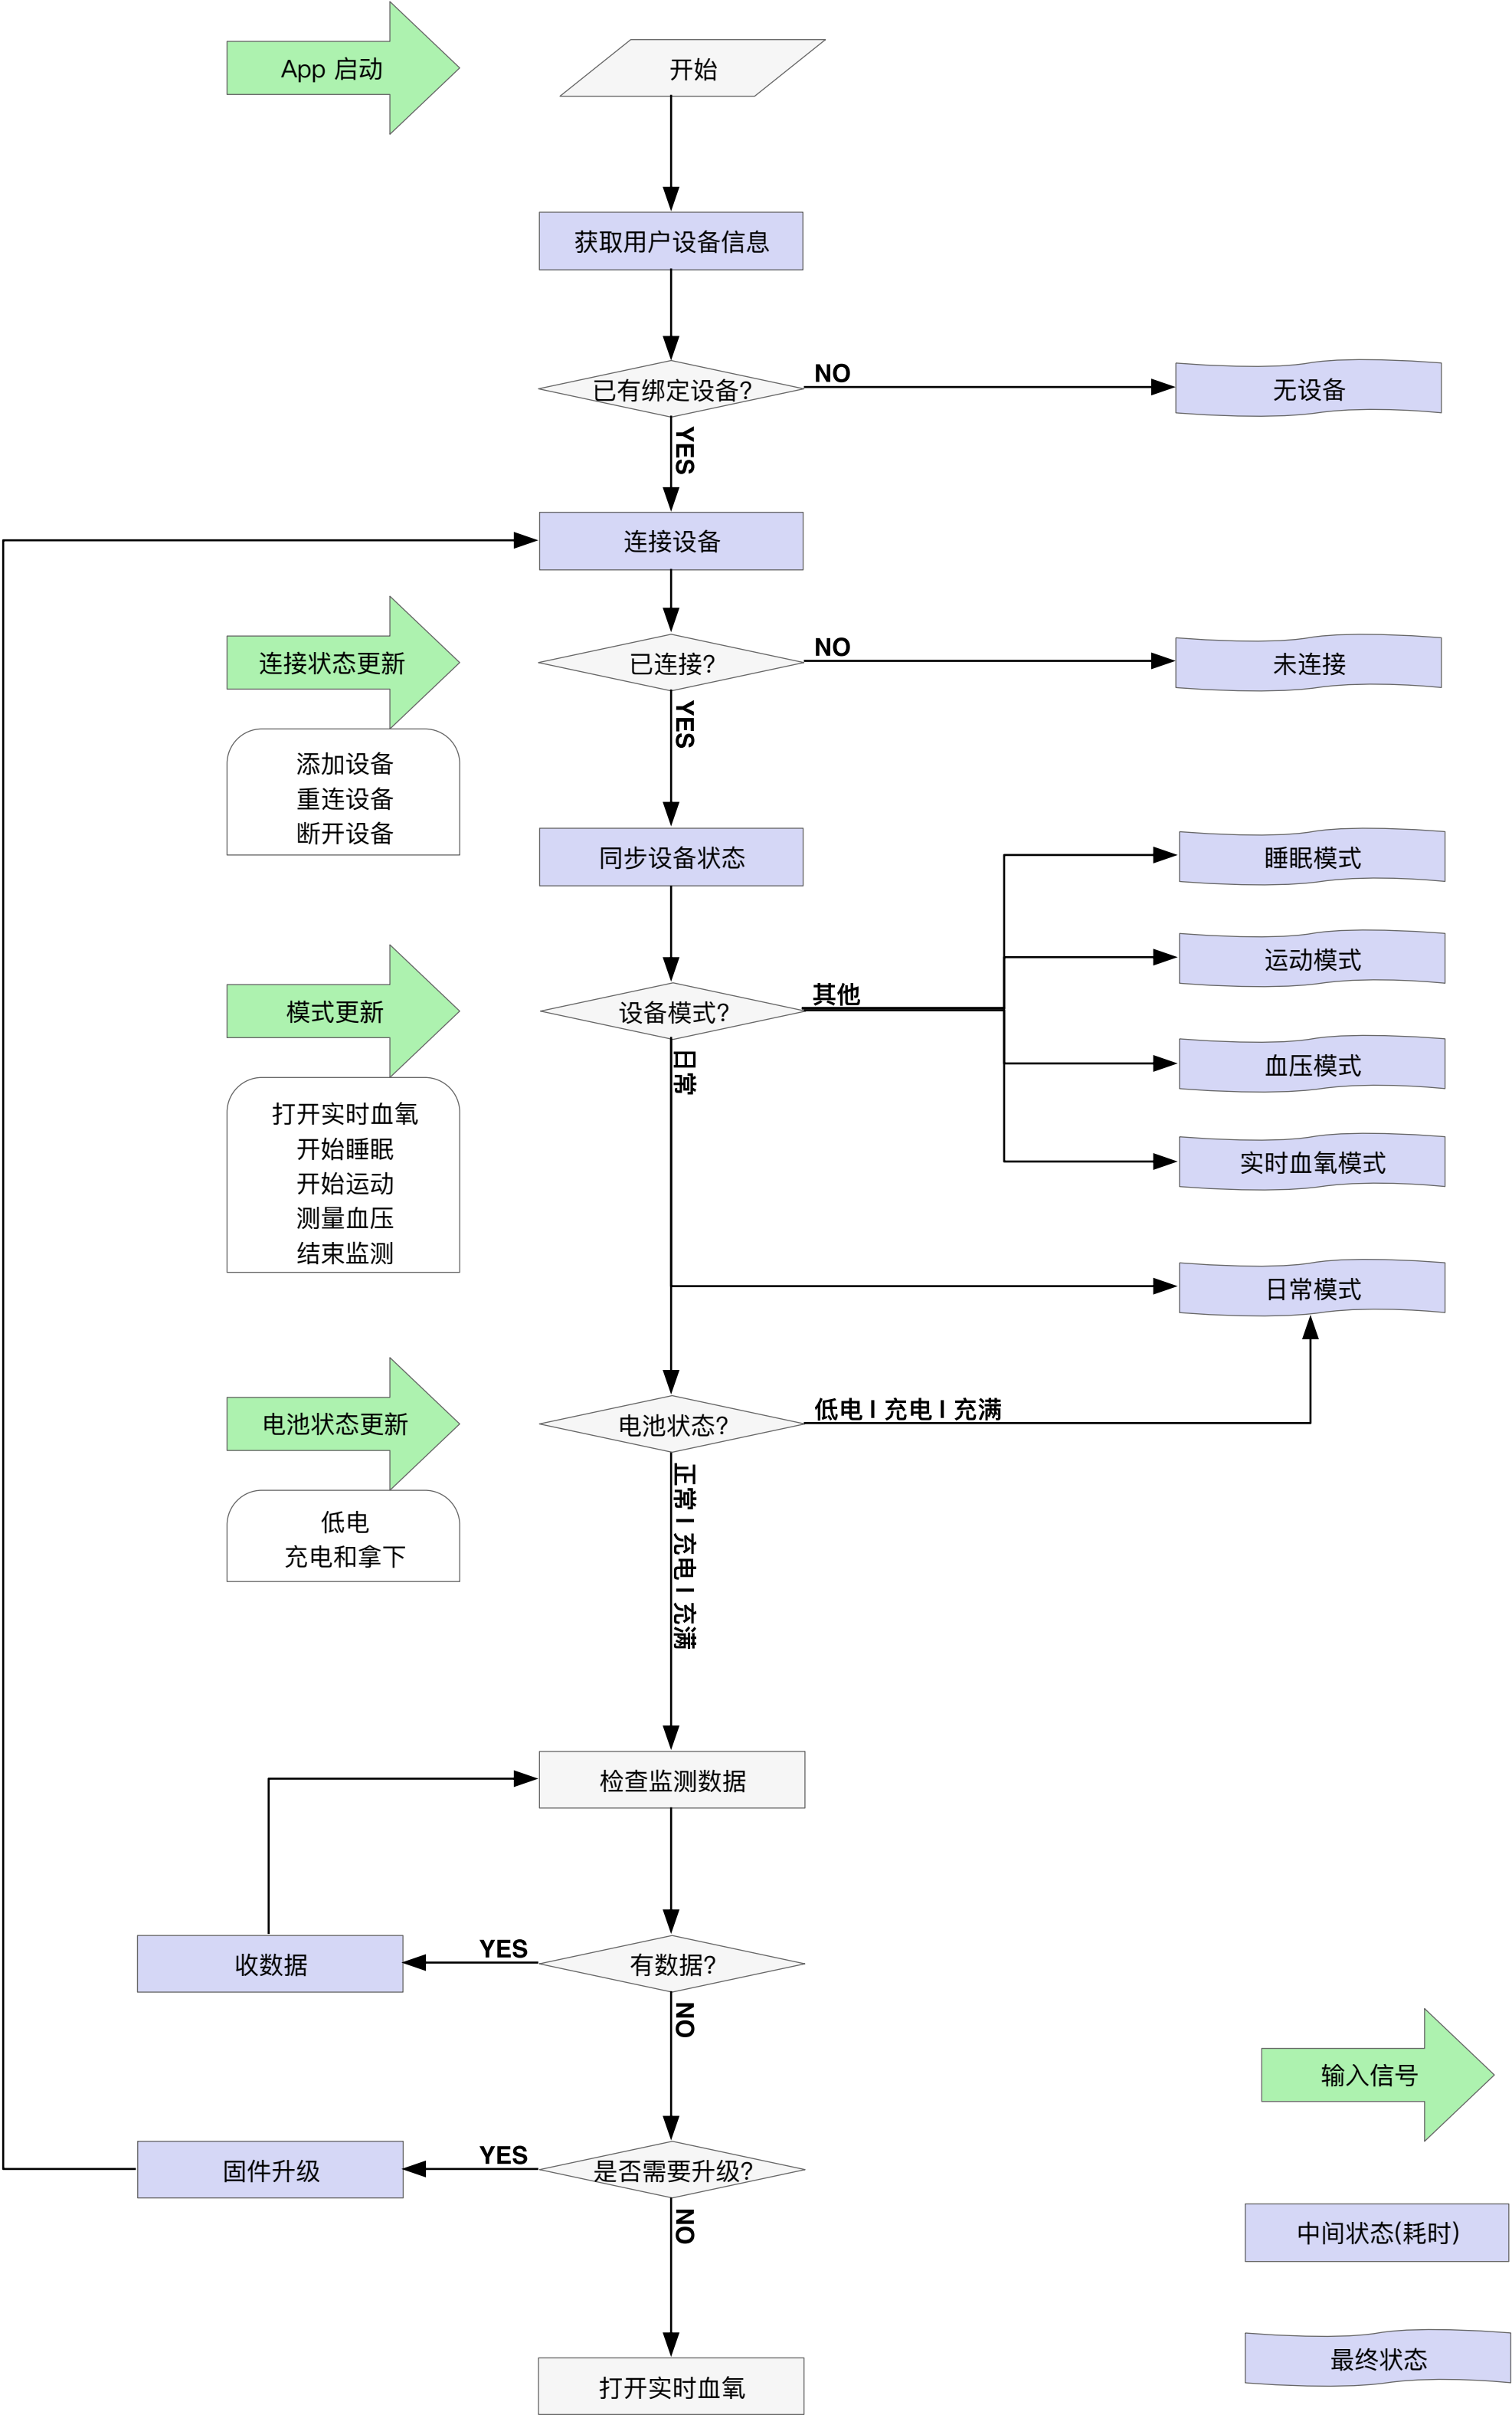 App 启动
开始
获取用户设备信息
已有绑定设备?
NO
无设备
YES
连接设备
连接状态更新
已连接?
NO
未连接
YES
添加设备
重连设备
断开设备
同步设备状态
睡眠模式
运动模式
模式更新
设备模式?
其他
日常
血压模式
实时血氧模式
打开实时血氧
开始睡眠
开始运动
测量血压
结束监测
日常模式
电池状态更新
电池状态?
低电 I 充电 I 充满
正常 I 充电 I 充满
低电
充电和拿下
检查监测数据
收数据
YES
有数据?
NO
输入信号
固件升级
YES
是否需要升级?
NO
中间状态(耗时)
最终状态
打开实时血氧